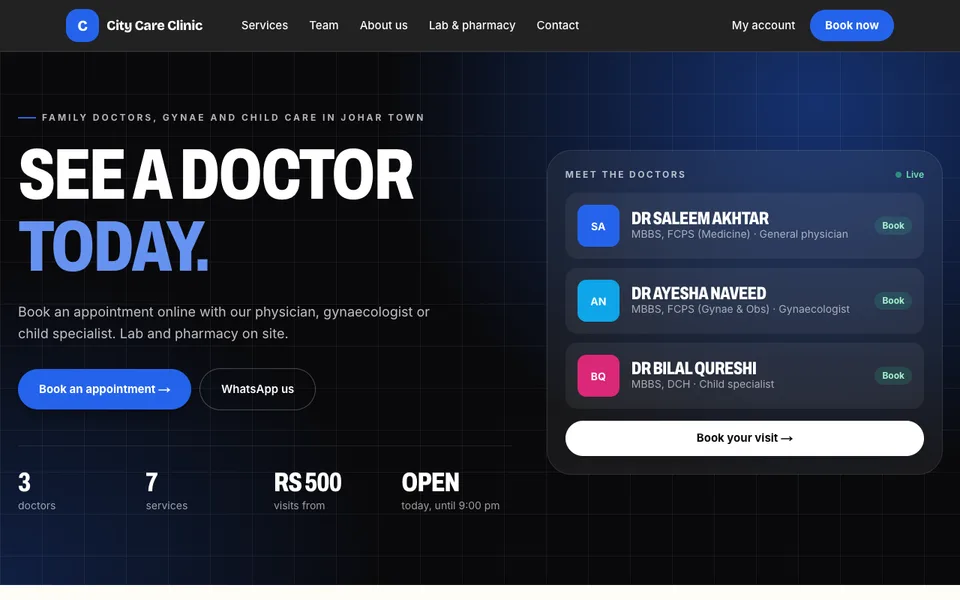 C City Care Clinic Services Team About us Lab & pharmacy Contact My account Book now
FAMILY DOCTORS, GYNAE AND CHILD CARE IN JOHAR TOWN
SEE A DOCTOR
TODAY.
Book an appointment online with our physician, gynaecologist or
child specialist. Lab and pharmacy on site.
Book an appointment → WhatsApp us
3
doctors
7
services
RS 500
visits from
OPEN
today, until 9:00 pm
MEET THE DOCTORS Live
SA
DR SALEEM AKHTAR
MBBS, FCPS (Medicine) · General physician
Book
AN
DR AYESHA NAVEED
MBBS, FCPS (Gynae & Obs) · Gynaecologist
Book
BQ
DR BILAL QURESHI
MBBS, DCH · Child specialist
Book
Book your visit →